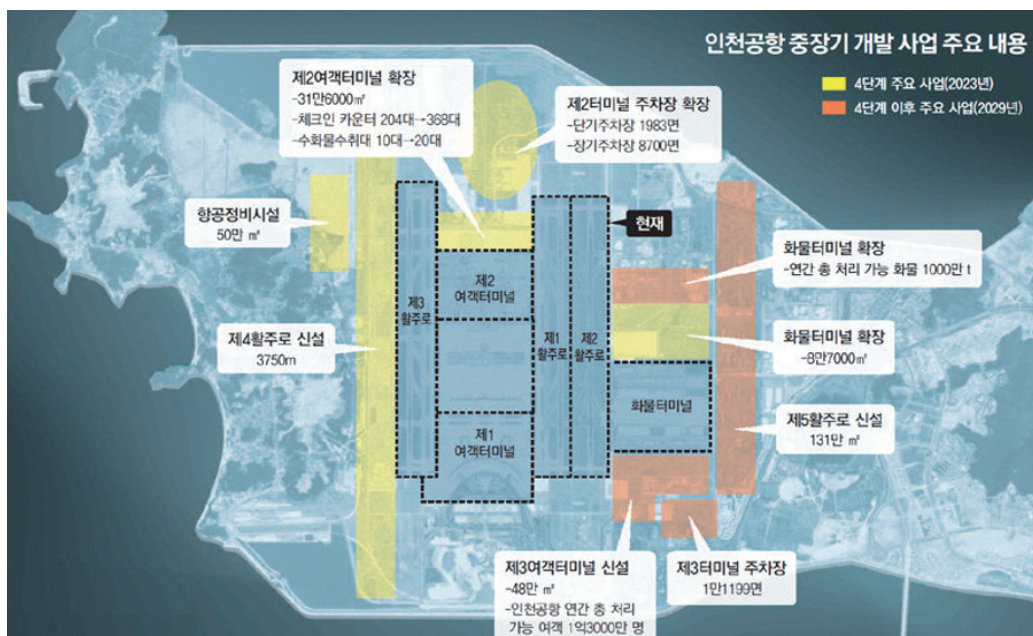 인천공항 중장기 개발 사업 주요 내용
4단계 주요 사업(2023년)
4단계 이후 주요 사업(2029년)
제2여객터미널 확장
-31만6000㎡
-체크인 카운터 204대→368대
-수화물수취대 10대→20대
제2터미널 주차장 확장
-단기주차장 1983면
-장기주차장 8700면
항공정비시설
50만 ㎡
현재
화물터미널 확장
-연간 총 처리 가능 화물 1000만 t
제3
활주로
제2
여객터미널
제1
활주로
제2
활주로
제4활주로 신설
3750m
화물터미널 확장
-8만7000㎡
화물터미널
제1
여객터미널
제5활주로 신설
131만 ㎡
제3여객터미널 신설
-48만 ㎡
-인천공항 연간 총 처리
가능 여객 1억3000만 명
제3터미널 주차장
1만1199면